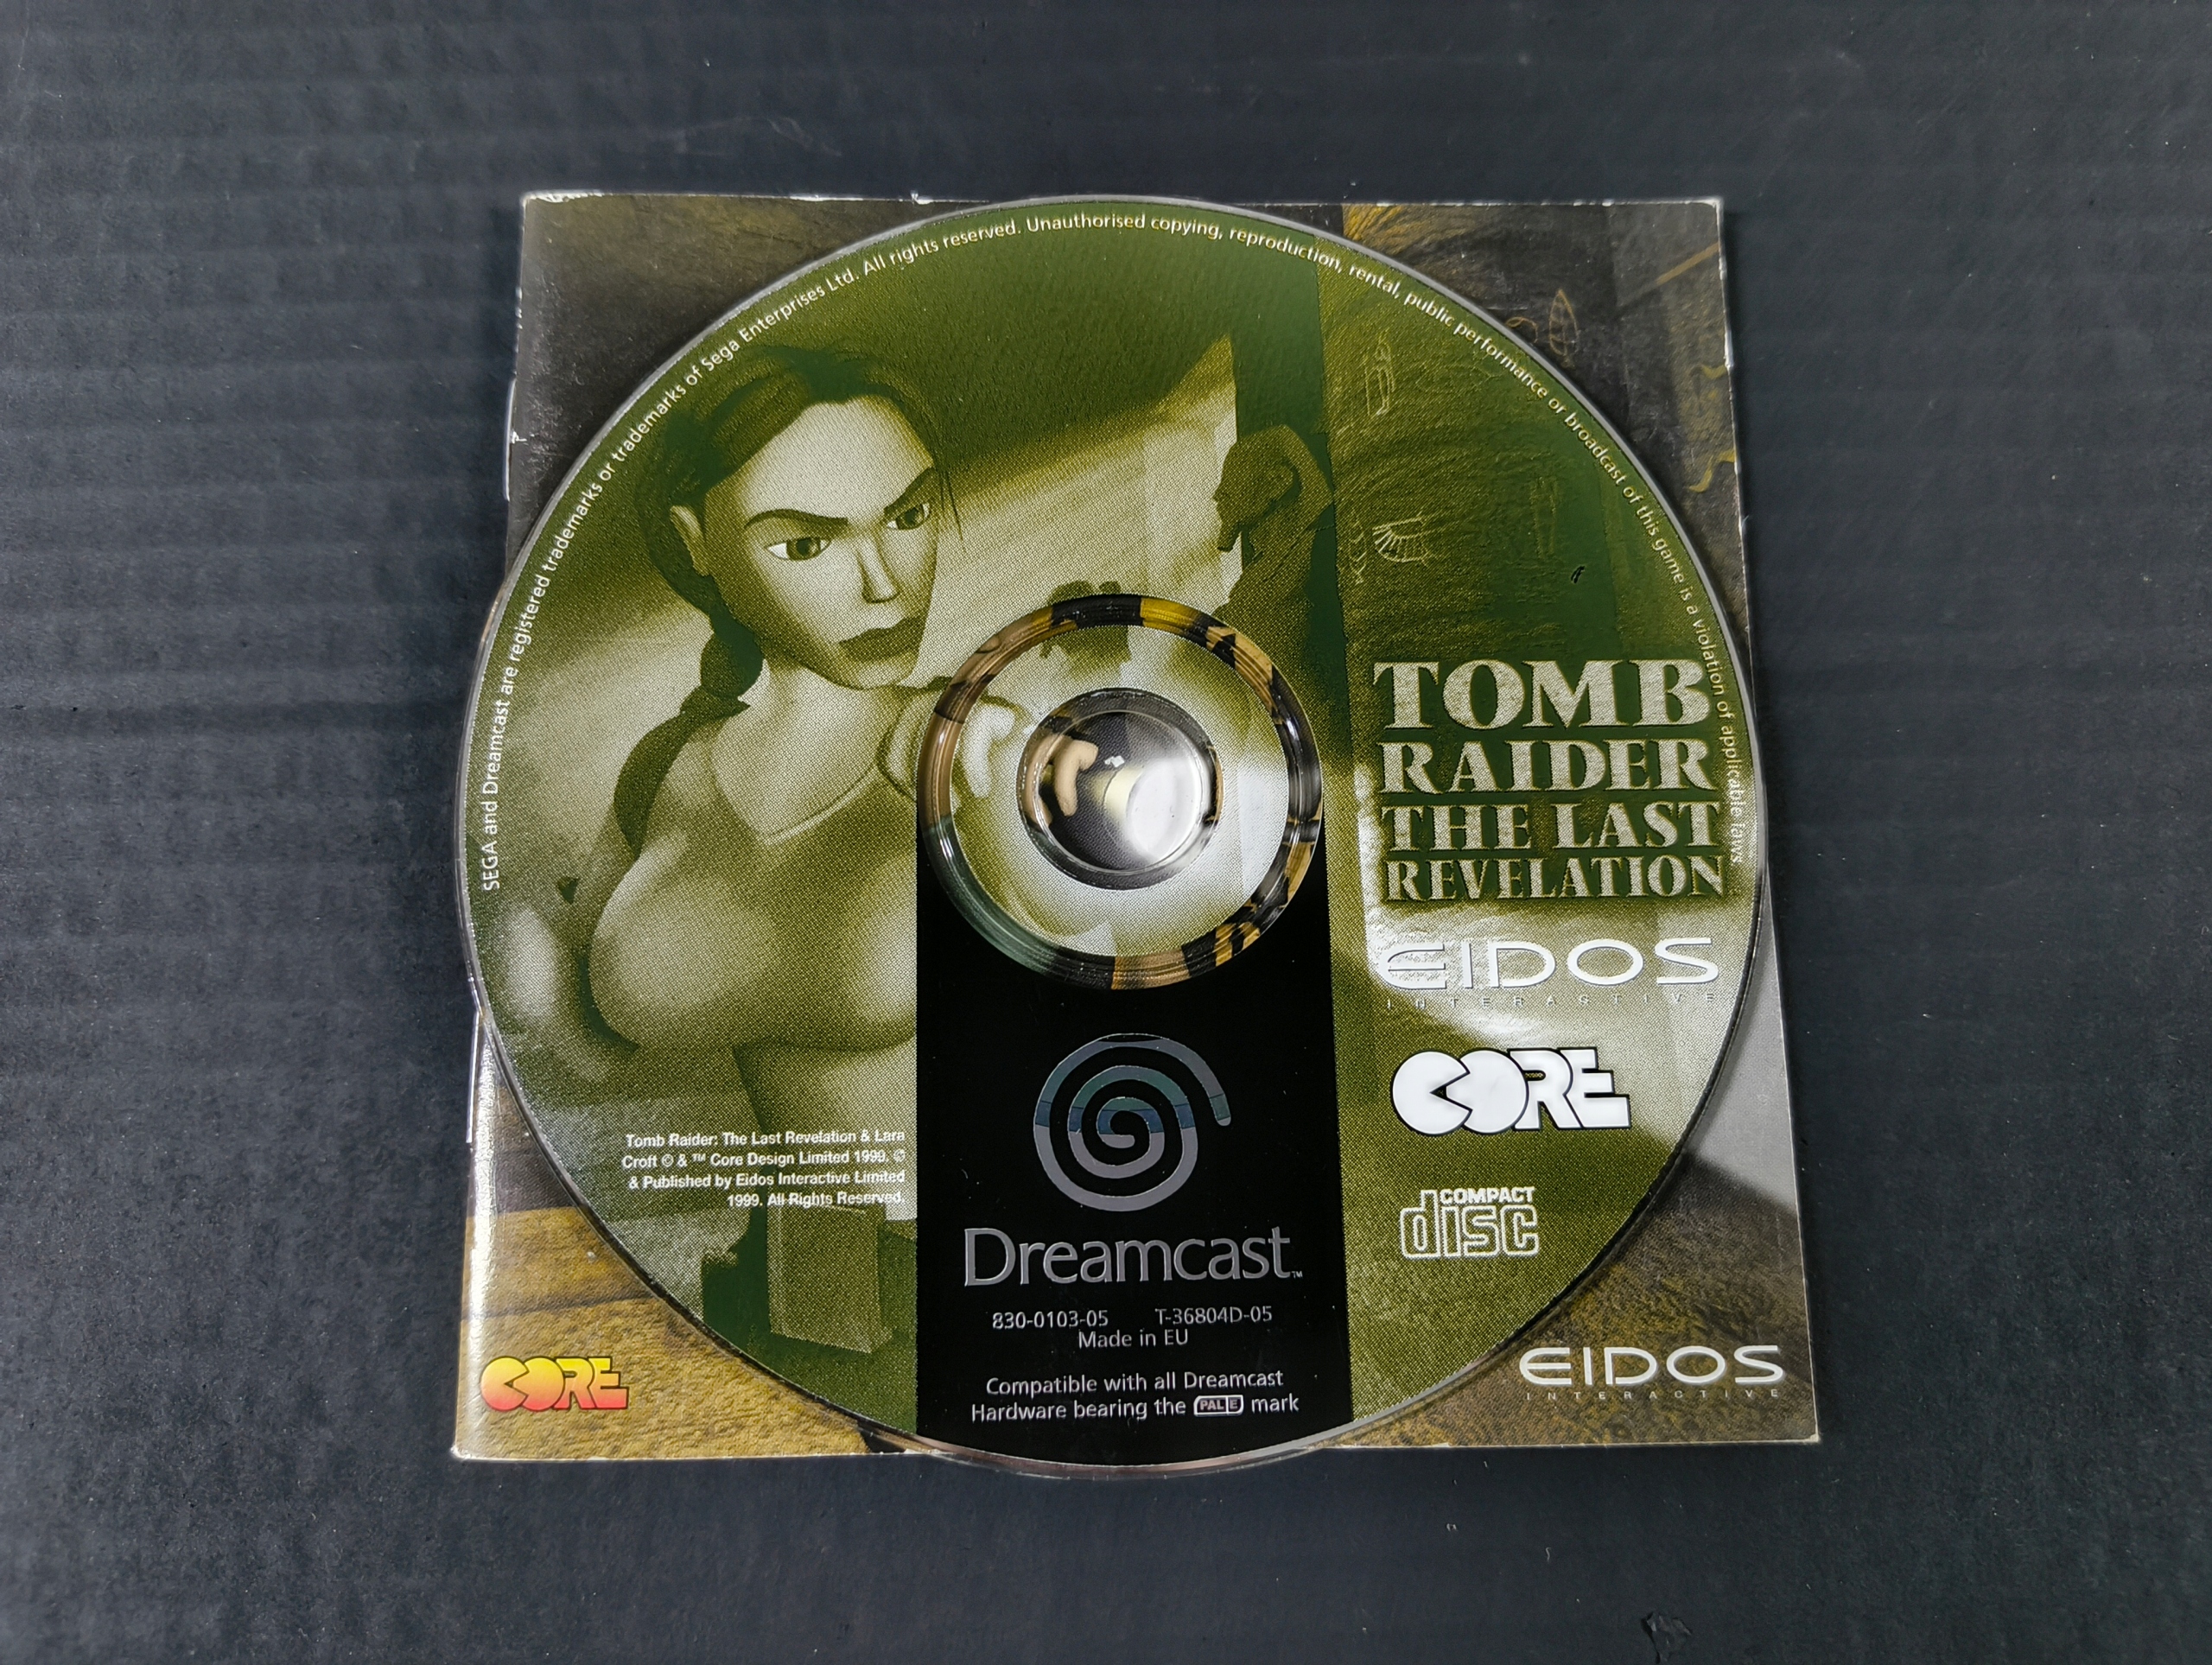 SEGA and Dreamcast are registered trademarks or trademarks of Sega Enterprises Ltd. All rights reserved. Unauthorised copying, reproduction, rental, public performance or broadcast of this game is a violation of applicable laws
TOMB
RAIDER
THE LAST
REVELATION
EIDOS
INTERACTIVE
CORE
COMPACT
disc
Tomb Raider: The Last Revelation & Lara
Croft © & ™ Core Design Limited 1999. ©
& Published by Eidos Interactive Limited
1999. All Rights Reserved.
Dreamcast™
830-0103-05 T-36804D-05
Made in EU
Compatible with all Dreamcast
Hardware bearing the PAL E mark
CORE
EIDOS
INTERACTIVE